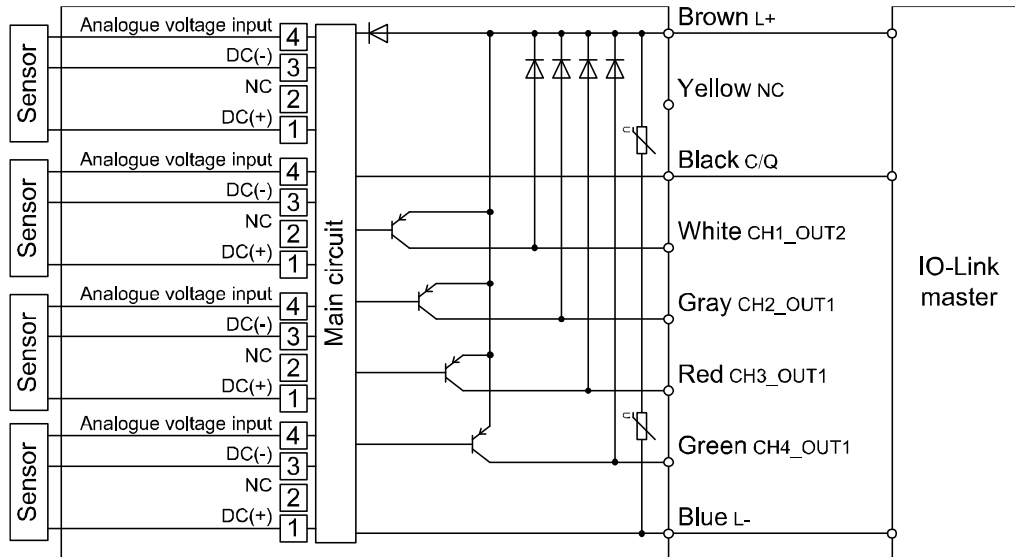 Sensor
Analogue voltage input 4
DC(-) 3
NC 2
DC(+) 1
Sensor
Analogue voltage input 4
DC(-) 3
NC 2
DC(+) 1
Sensor
Analogue voltage input 4
DC(-) 3
NC 2
DC(+) 1
Sensor
Analogue voltage input 4
DC(-) 3
NC 2
DC(+) 1
Main circuit
U
U
Brown L+
Yellow NC
Black C/Q
White CH1_OUT2
Gray CH2_OUT1
Red CH3_OUT1
Green CH4_OUT1
Blue L-
IO-Link
master